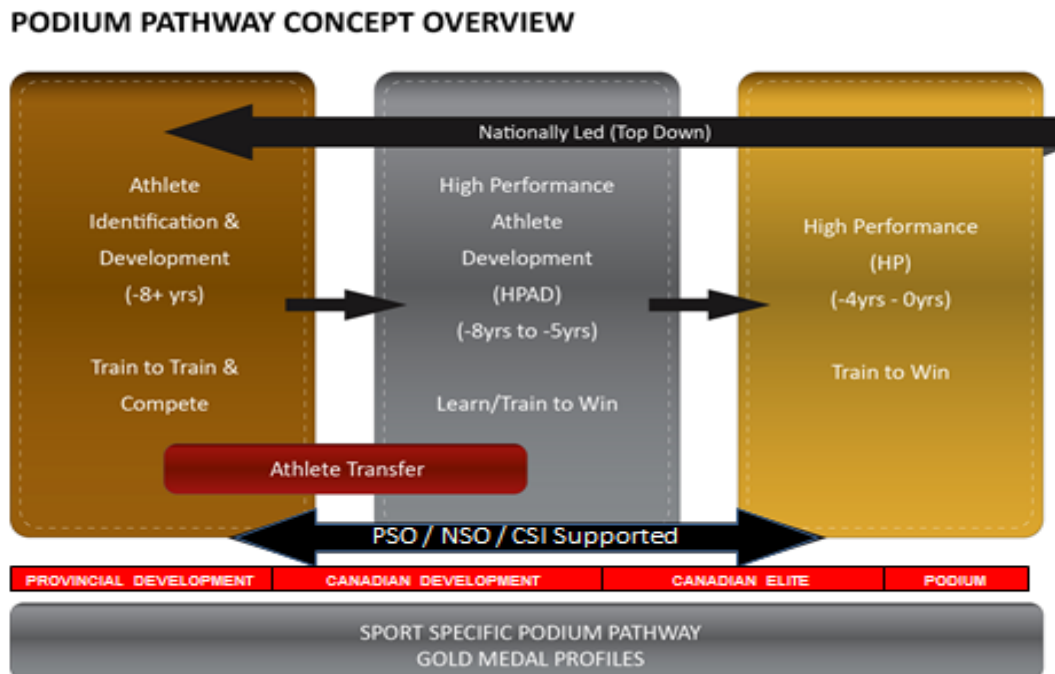 PODIUM PATHWAY CONCEPT OVERVIEW
Nationally Led (Top Down)
Athlete
Identification &
Development
(-8+ yrs)
Train to Train &
Compete
High Performance
Athlete
Development
(HPAD)
(-8yrs to -5yrs)
Learn/Train to Win
High Performance
(HP)
(-4yrs - 0yrs)
Train to Win
Athlete Transfer
PSO / NSO / CSI Supported
PROVINCIAL DEVELOPMENT
CANADIAN DEVELOPMENT
CANADIAN ELITE
PODIUM
SPORT SPECIFIC PODIUM PATHWAY
GOLD MEDAL PROFILES